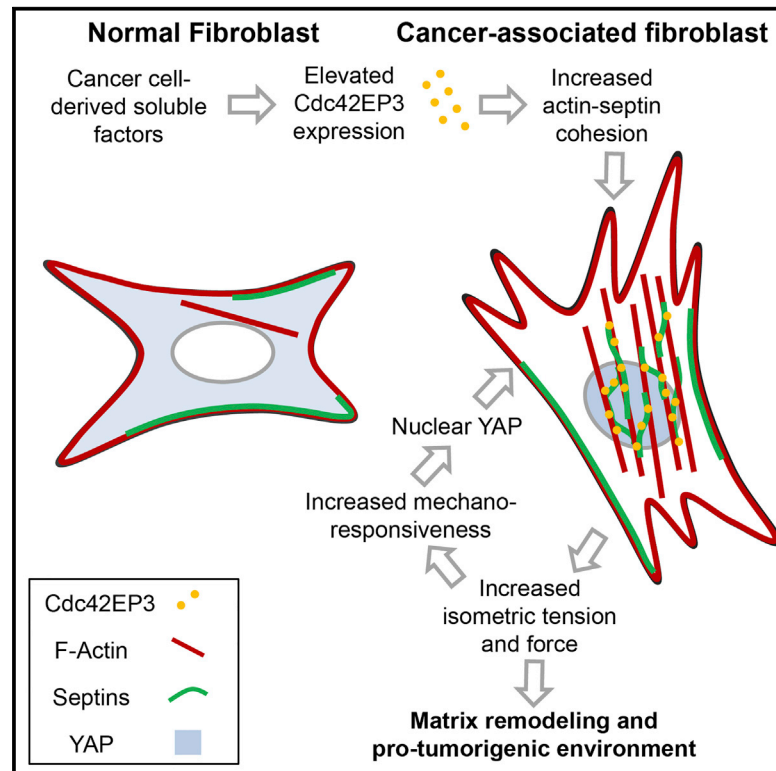 Normal Fibroblast
Cancer-associated fibroblast
Cancer cell-
derived soluble
factors
Elevated
Cdc42EP3
expression
Increased
actin-septin
cohesion
Nuclear YAP
Increased mechano-
responsiveness
Increased
isometric tension
and force
Matrix remodeling and
pro-tumorigenic environment
Cdc42EP3
F-Actin
Septins
YAP